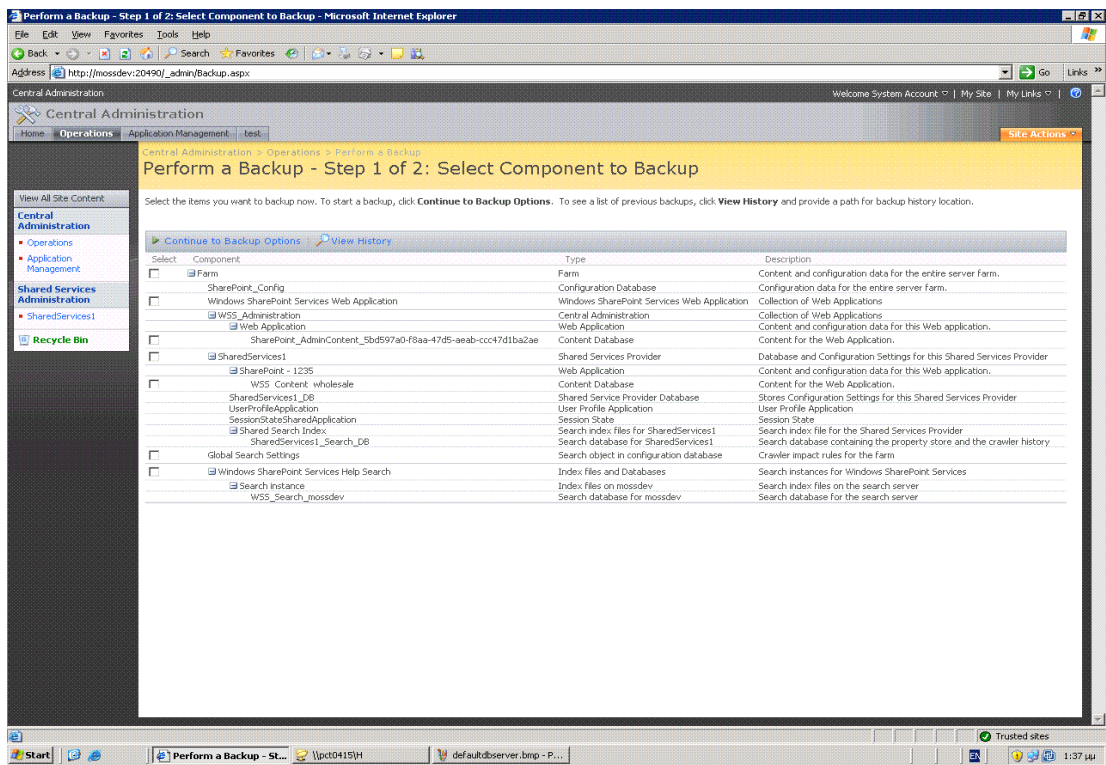 Perform a Backup - Step 1 of 2: Select Component to Backup - Microsoft Internet Explorer
File Edit View Favorites Tools Help
Back Search Favorites
Address http://mossdev:20490/_admin/Backup.aspx Go Links »
Central Administration Welcome System Account | My Site | My Links |
Central Administration
Home Operations Application Management test Site Actions
Central Administration > Operations > Perform a Backup
Perform a Backup - Step 1 of 2: Select Component to Backup
View All Site Content
Central Administration
Operations
Application Management
Shared Services Administration
SharedServices1
Recycle Bin
Select the items you want to backup now. To start a backup, click Continue to Backup Options. To see a list of previous backups, click View History and provide a path for backup history location.
Continue to Backup Options | View History
Select Component Type Description
Farm Farm Content and configuration data for the entire server farm.
SharePoint_Config Configuration Database Configuration data for the entire server farm.
Windows SharePoint Services Web Application Windows SharePoint Services Web Application Collection of Web Applications
WSS_Administration Central Administration Collection of Web Applications
Web Application Web Application Content and configuration data for this Web application.
SharePoint_AdminContent_5bd597a0-f8aa-47d5-aeab-ccc47d1ba2ae Content Database Content for the Web Application.
SharedServices1 Shared Services Provider Database and Configuration Settings for this Shared Services Provider
SharePoint - 1235 Web Application Content and configuration data for this Web application.
WSS_Content_wholesale Content Database Content for the Web Application.
SharedServices1_DB Shared Service Provider Database Stores Configuration Settings for this Shared Services Provider
UserProfileApplication User Profile Application User Profile Application
SessionStateSharedApplication Session State Session State
Shared Search Index Search index files for SharedServices1 Search index file for the Shared Services Provider
SharedServices1_Search_DB Search database for SharedServices1 Search database containing the property store and the crawler history
Global Search Settings Search object in configuration database Crawler impact rules for the farm
Windows SharePoint Services Help Search Index files and Databases Search instances for Windows SharePoint Services
Search instance Index files on mossdev Search index files on the search server
WSS_Search_mossdev Search database for mossdev Search database for the search server
Trusted sites
Start Perform a Backup - St... \\pct0415\H defaultdbserver.bmp - P... EN 1:37 μμ